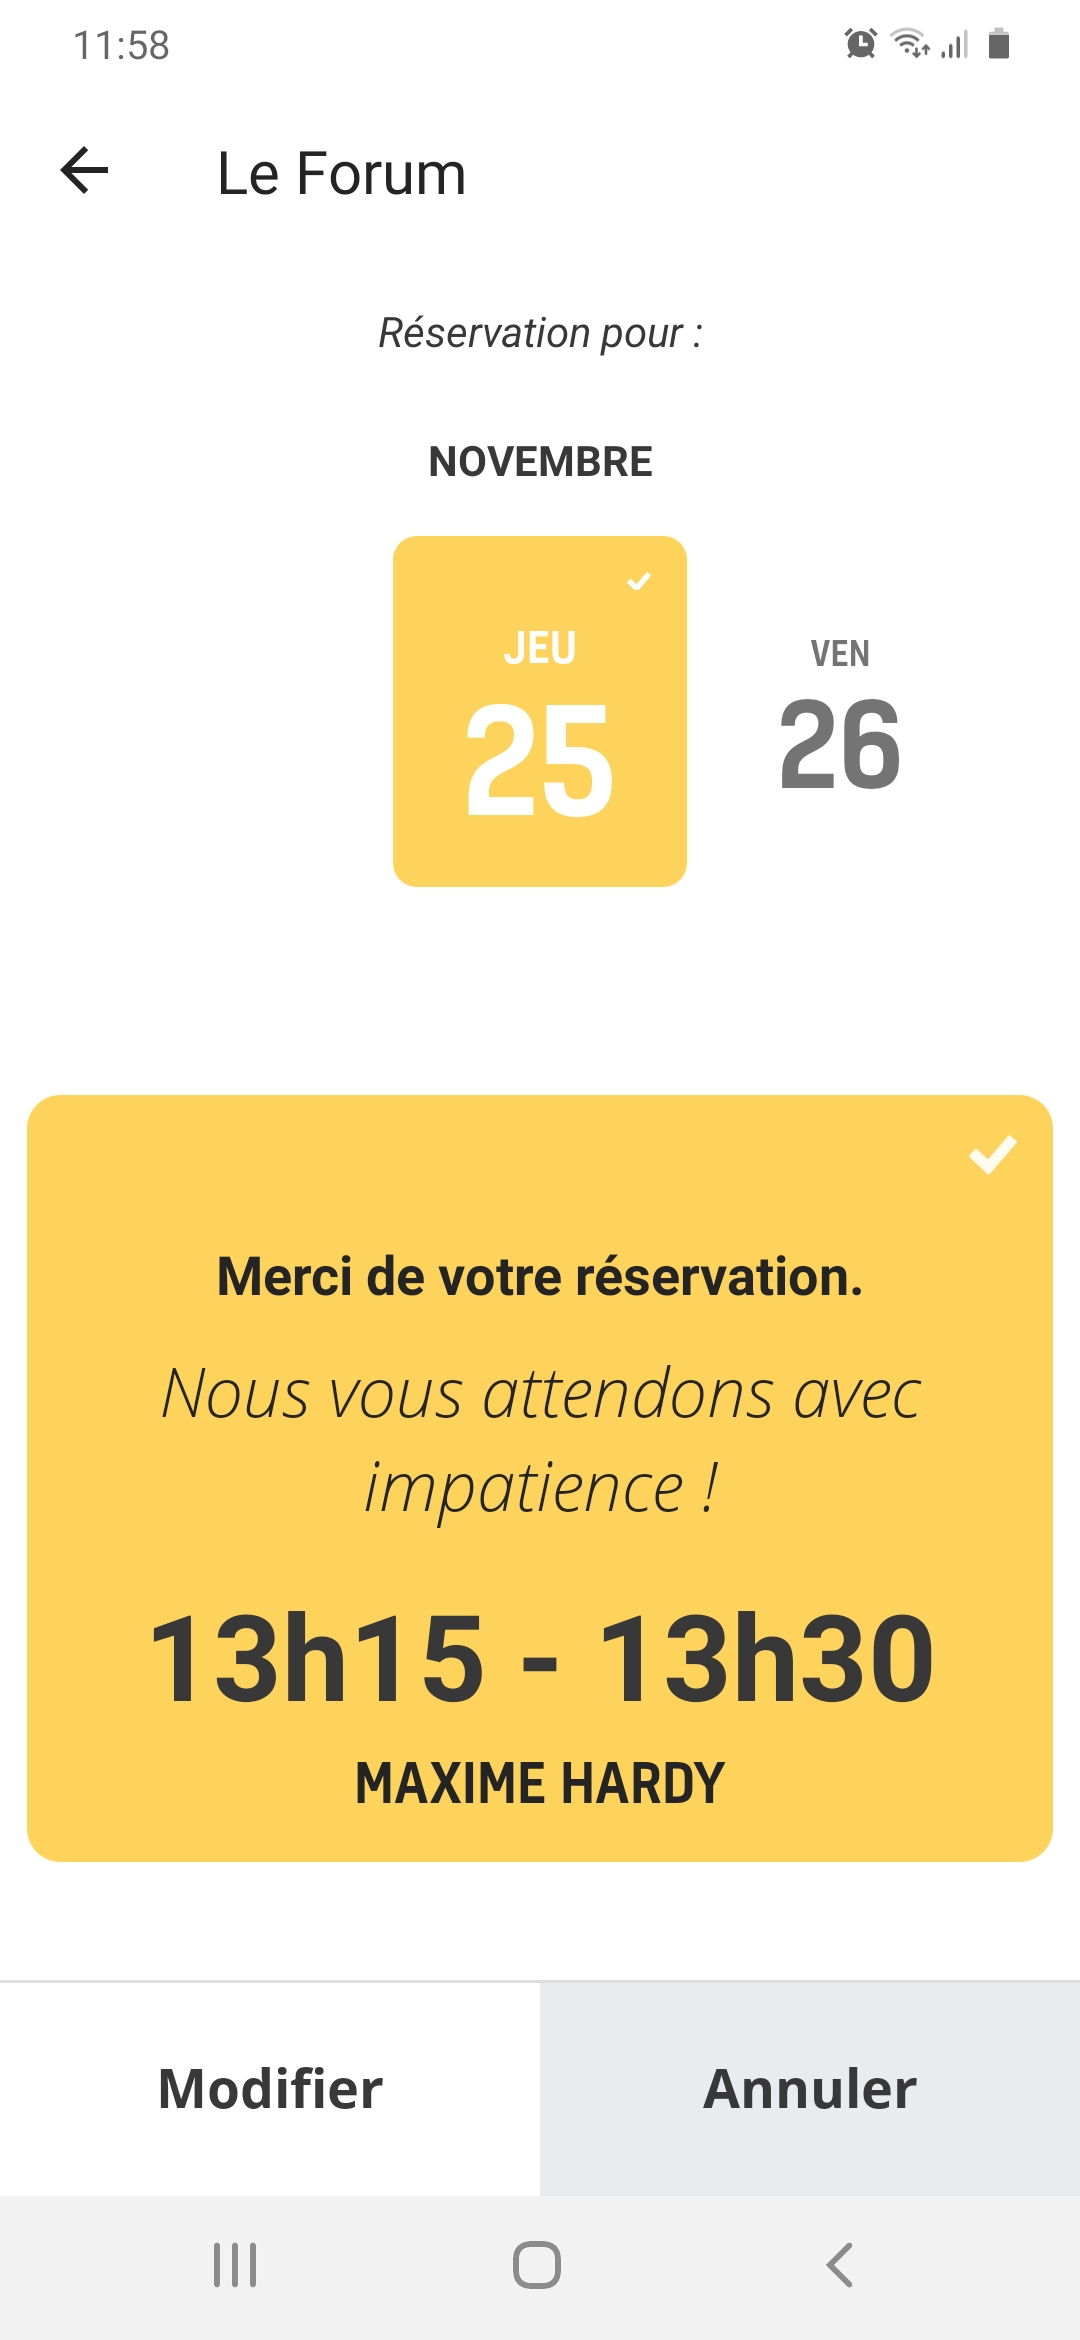 11:58
Le Forum
Réservation pour :
NOVEMBRE
JEU
25
VEN
26
Merci de votre réservation.
Nous vous attendons avec
impatience !
13h15 - 13h30
MAXIME HARDY
Modifier
Annuler